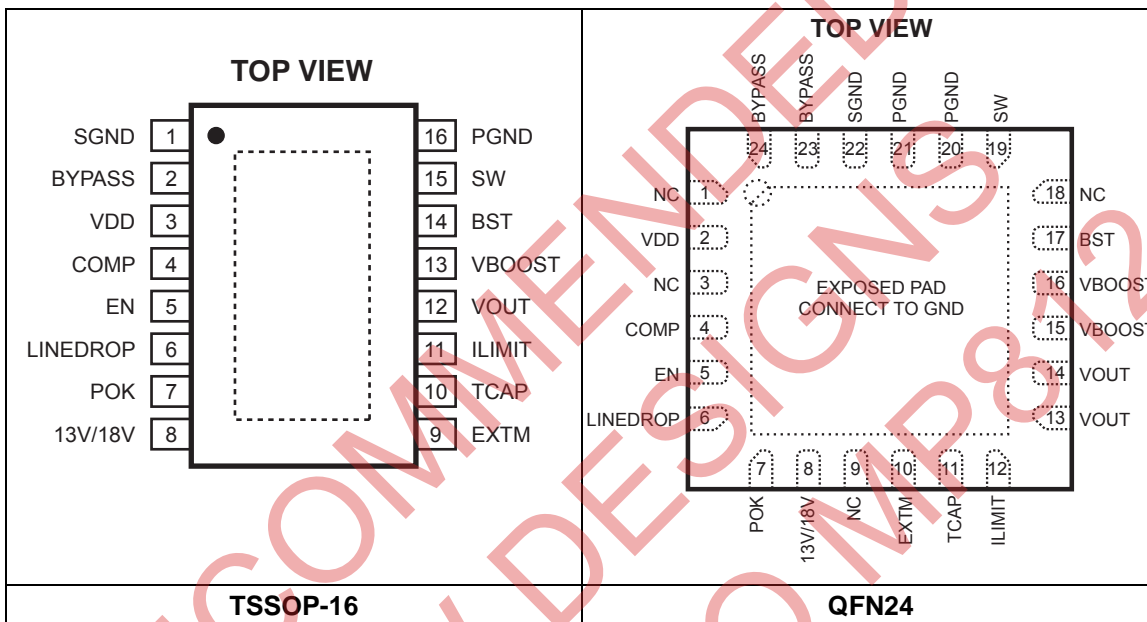 TOP VIEW
SGND 1
BYPASS 2
VDD 3
COMP 4
EN 5
LINEDROP 6
POK 7
13V/18V 8
16 PGND
15 SW
14 BST
13 VBOOST
12 VOUT
11 ILIMIT
10 TCAP
9 EXTM
TSSOP-16
TOP VIEW
BYPASS BYPASS SGND PGND PGND SW
24 23 22 21 20 19
NC 1
VDD 2
NC 3
COMP 4
EN 5
LINEDROP 6
18 NC
17 BST
16 VBOOST
15 VBOOST
14 VOUT
13 VOUT
EXPOSED PAD
CONNECT TO GND
7 8 9 10 11 12
POK 13V/18V NC EXTM TCAP ILIMIT
QFN24
DESIGNS
MP812